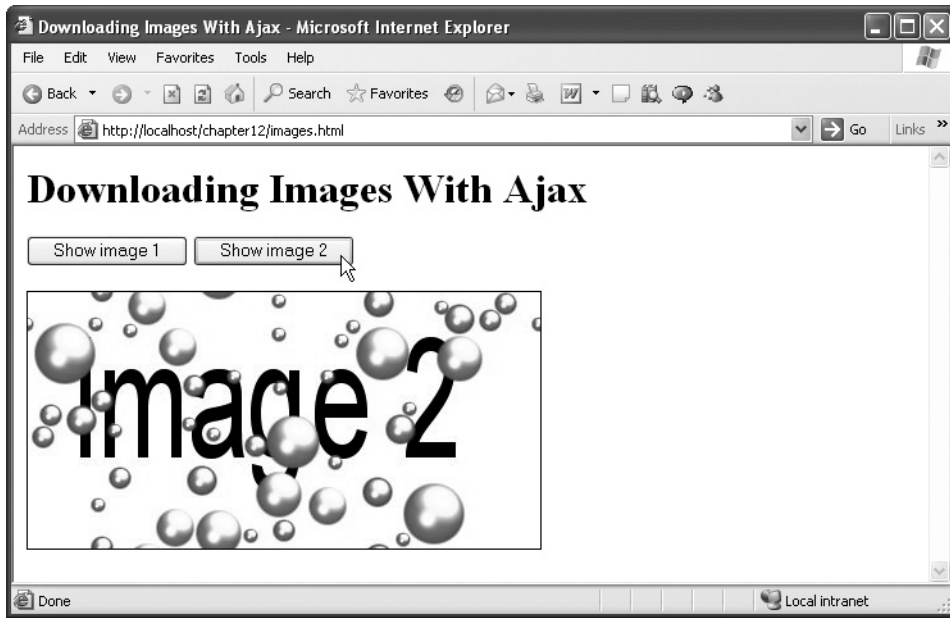 Downloading Images With Ajax - Microsoft Internet Explorer
File Edit View Favorites Tools Help
Back Search Favorites
Address http://localhost/chapter12/images.html Go Links »
Downloading Images With Ajax
Show image 1 Show image 2
Image 2
Done Local intranet